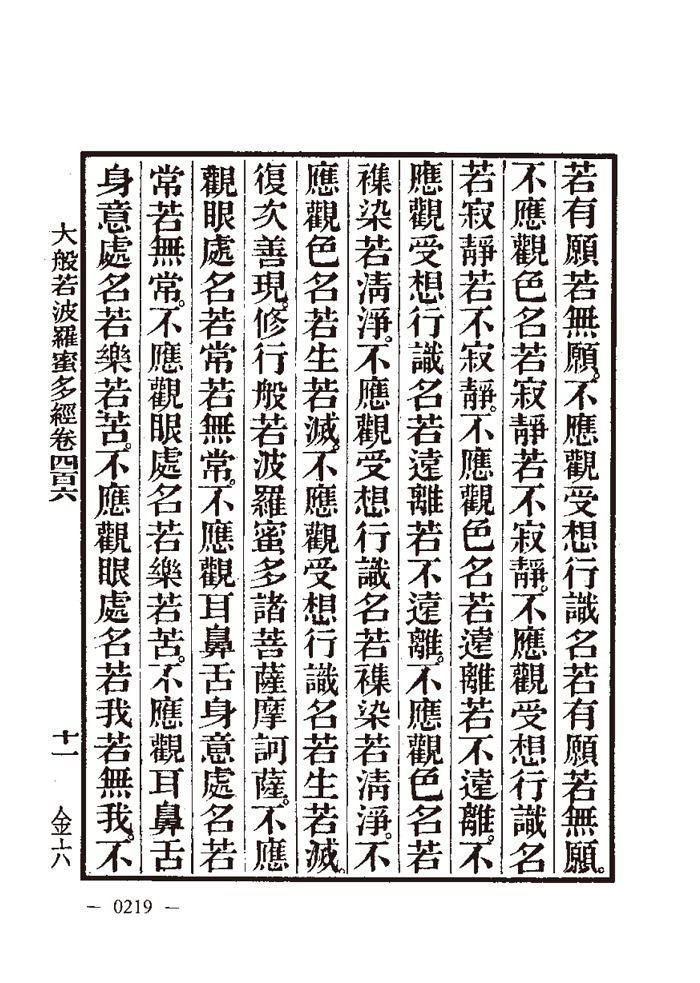 若有願若無願。不應觀受想行識名若有願若無願。
不應觀色名若寂靜若不寂靜。不應觀受想行識名
若寂靜若不寂靜。不應觀色名若遠離若不遠離。不
應觀受想行識名若遠離若不遠離。不應觀色名若
襍染若淸淨。不應觀受想行識名若襍染若淸淨。不
應觀色名若生若滅。不應觀受想行識名若生若滅。
復次善現。修行般若波羅蜜多諸菩薩摩訶薩。不應
觀眼處名若常若無常。不應觀耳鼻舌身意處名若
常若無常。不應觀眼處名若樂若苦。不應觀耳鼻舌
身意處名若樂若苦。不應觀眼處名若我若無我。不
大般若波羅蜜多經卷四百六 十一 金六
— 0219 —